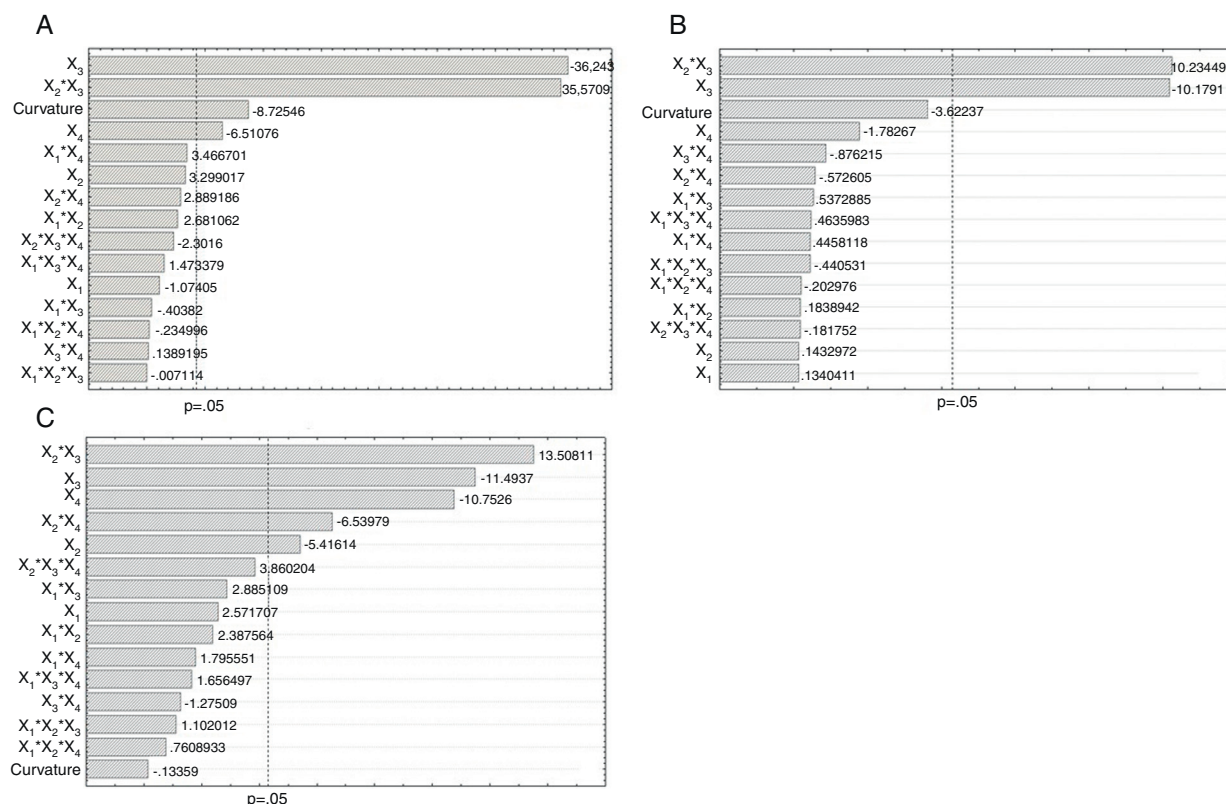 A
X3 -36,243
X2*X3 35,5709
Curvature -8.72546
X4 -6.51076
X1*X4 3.466701
X2 3.299017
X2*X4 2.889186
X1*X2 2.681062
X2*X3*X4 -2.3016
X1*X3*X4 1.473379
X1 -1.07405
X1*X3 -.40382
X1*X2*X4 -.234996
X3*X4 .1389195
X1*X2*X3 -.007114
p=.05
B
X2*X3 10.23449
X3 -10.1791
Curvature -3.62237
X4 -1.78267
X3*X4 -.876215
X2*X4 -.572605
X1*X3 .5372885
X1*X3*X4 .4635983
X1*X4 .4458118
X1*X2*X3 -.440531
X1*X2*X4 -.202976
X1*X2 .1838942
X2*X3*X4 -.181752
X2 .1432972
X1 .1340411
p=.05
C
X2*X3 13.50811
X3 -11.4937
X4 -10.7526
X2*X4 -6.53979
X2 -5.41614
X2*X3*X4 3.860204
X1*X3 2.885109
X1 2.571707
X1*X2 2.387564
X1*X4 1.795551
X1*X3*X4 1.656497
X3*X4 -1.27509
X1*X2*X3 1.102012
X1*X2*X4 .7608933
Curvature -.13359
p=.05